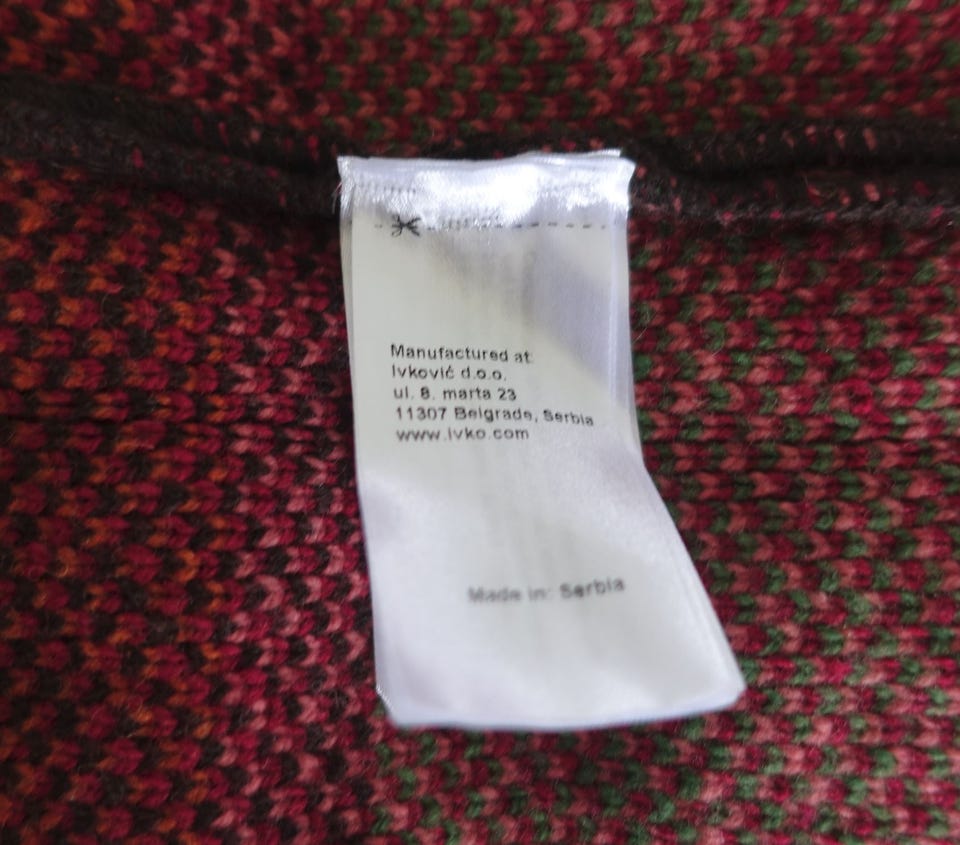 Manufactured at:
Ivković d.o.o.
ul. 8. marta 23
11307 Belgrade, Serbia
www.ivko.com
Made in: Serbia